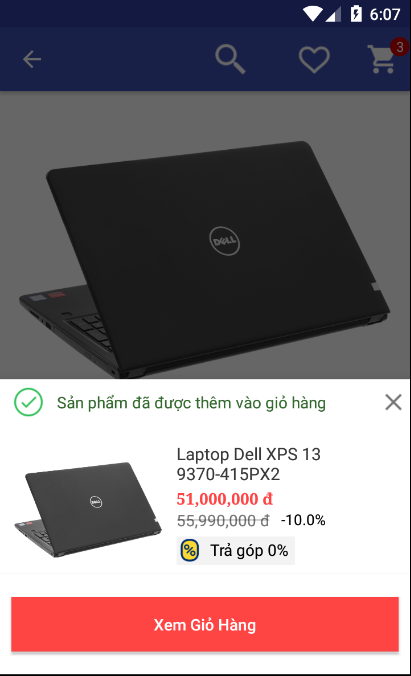 6:07
3
DELL
Sản phẩm đã được thêm vào giỏ hàng
Laptop Dell XPS 13
9370-415PX2
51,000,000 đ
55,990,000 đ -10.0%
% Trả góp 0%
Xem Giỏ Hàng